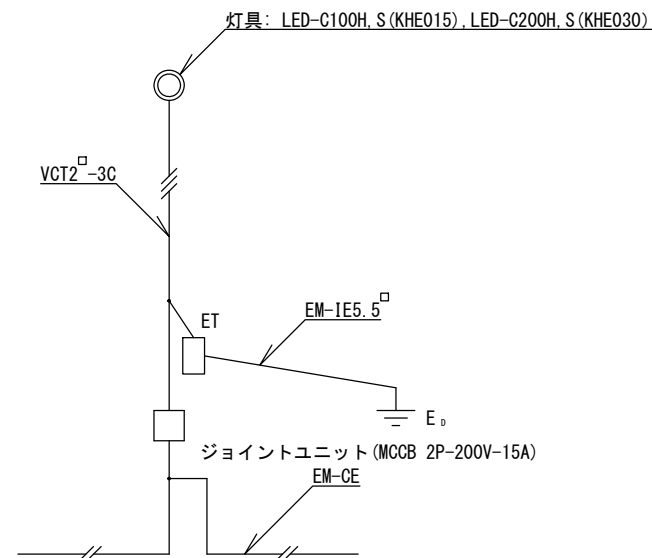 灯具: LED-C100H,S(KHE015),LED-C200H,S(KHE030)
VCT2□-3C
EM-IE5.5□
ET
ED
ジョイントユニット(MCCB 2P-200V-15A)
EM-CE